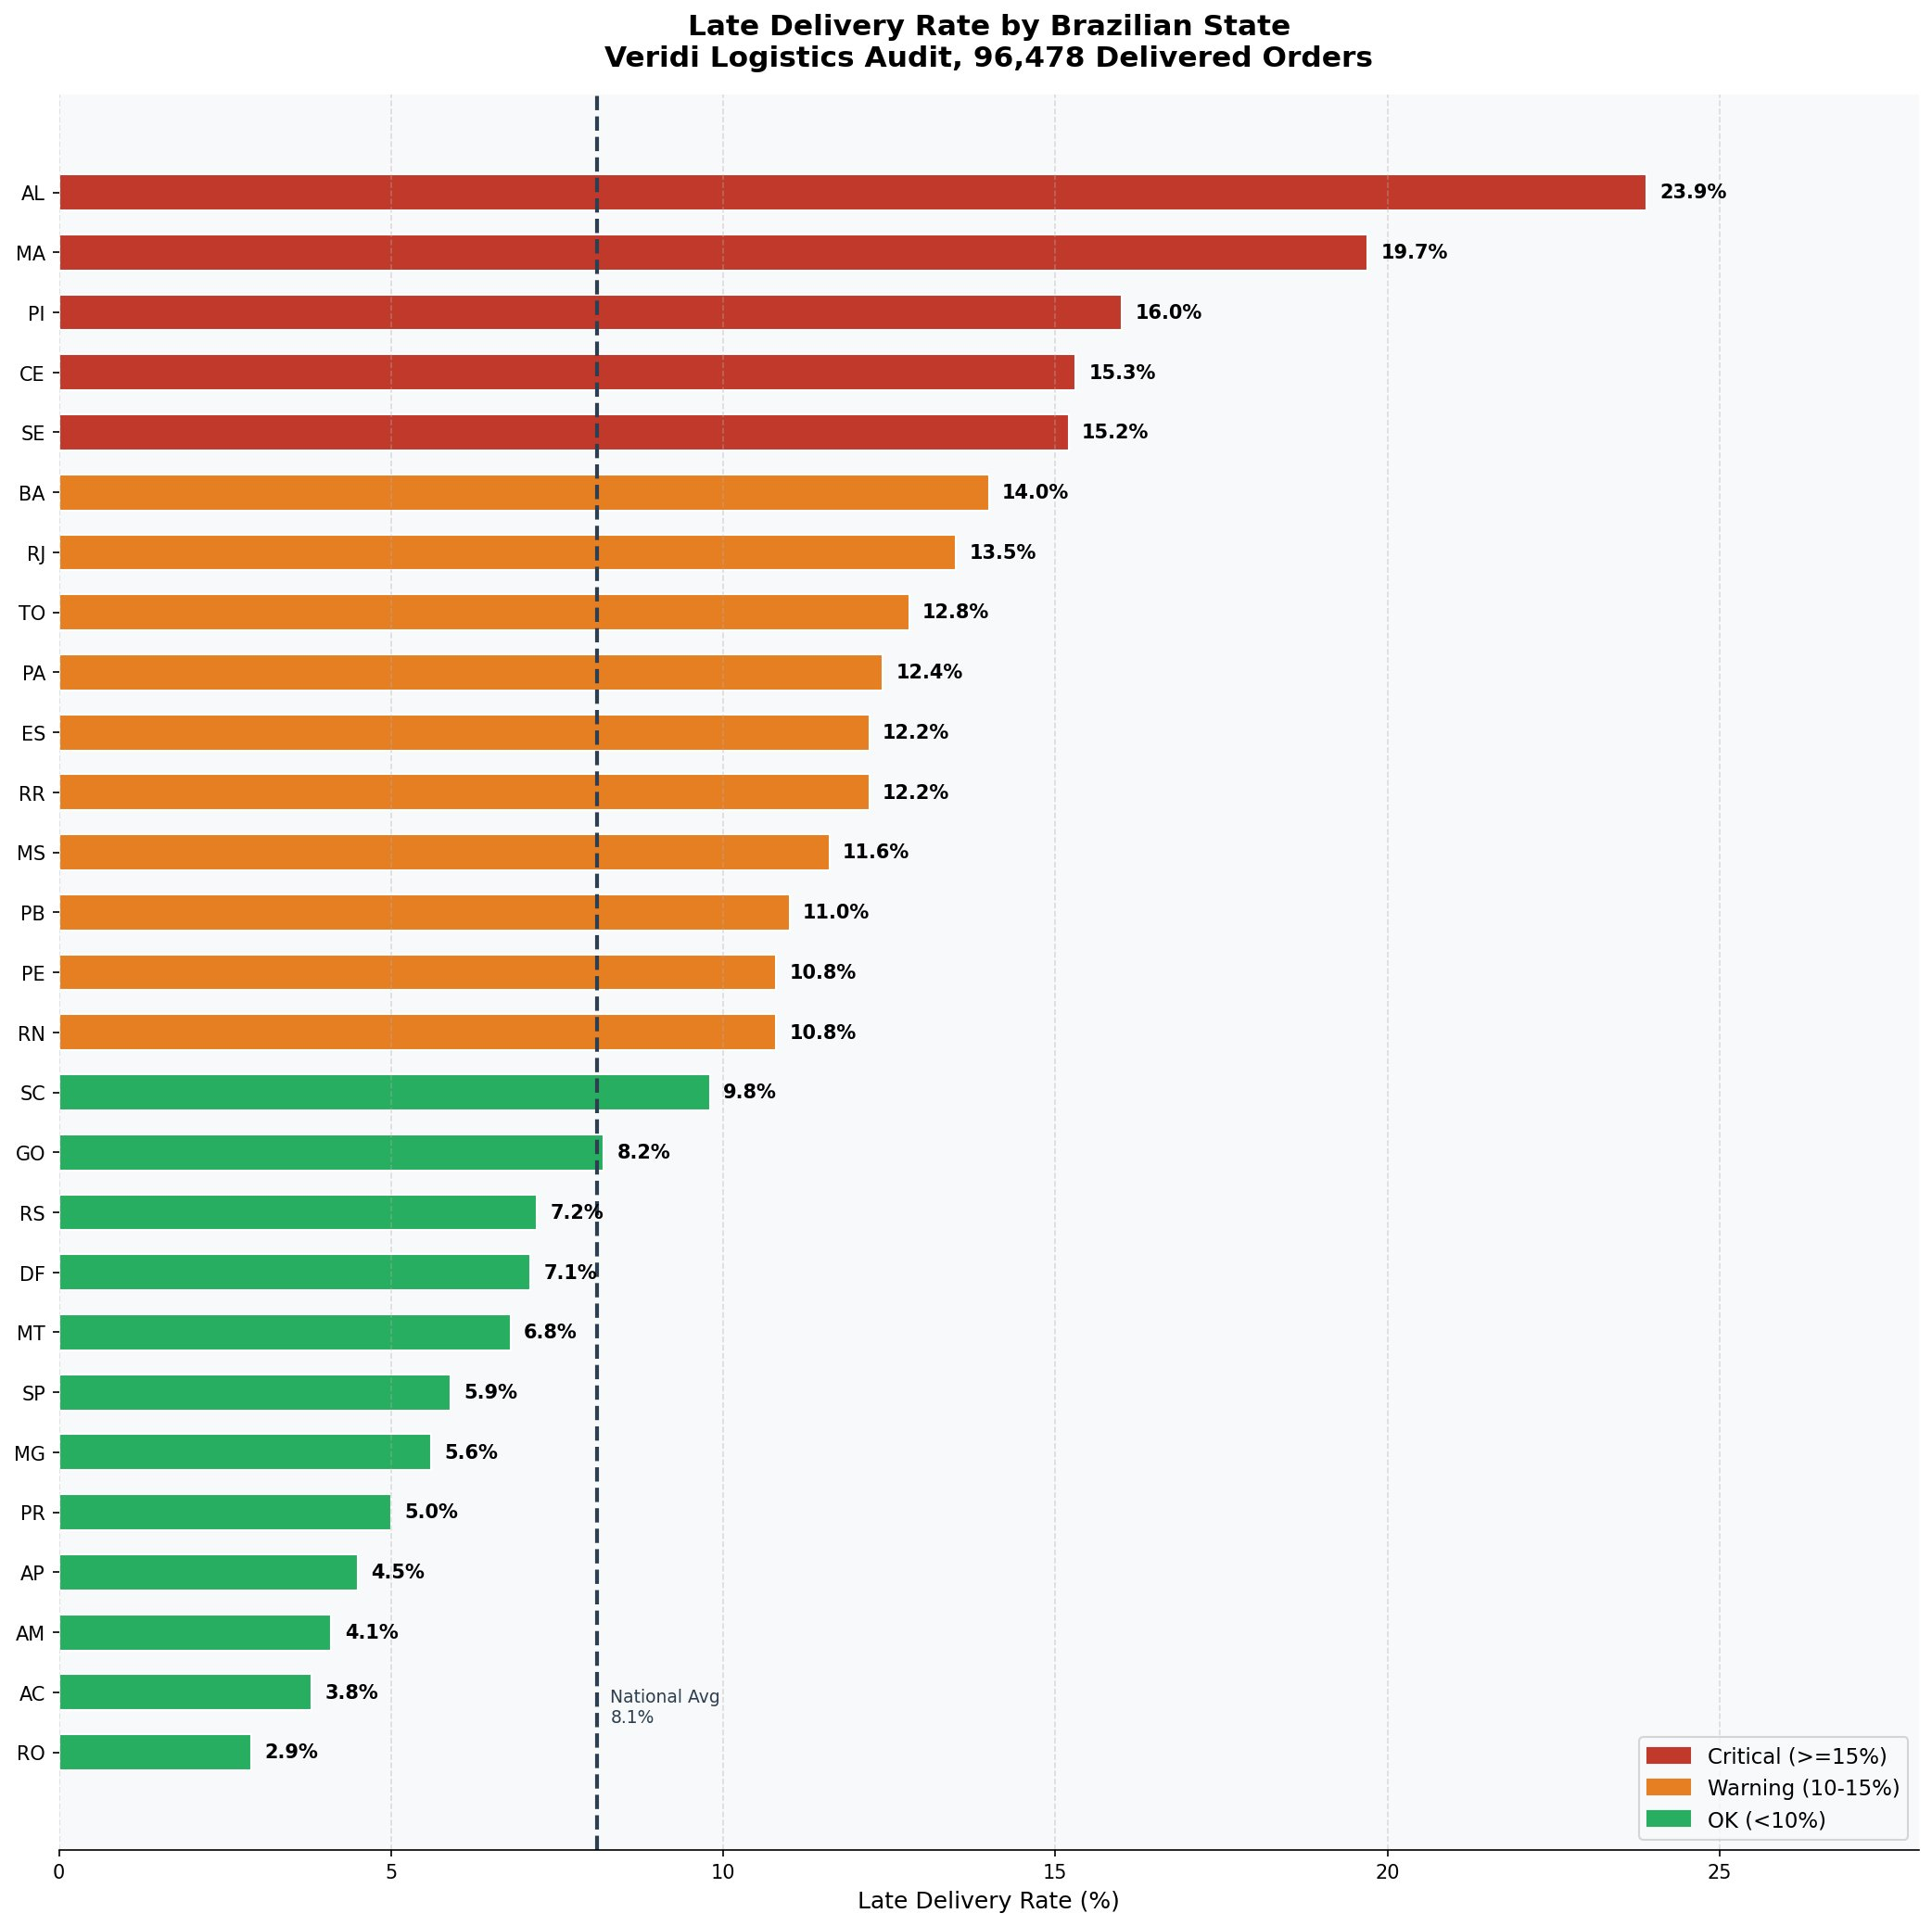 Late Delivery Rate by Brazilian State
Veridi Logistics Audit, 96,478 Delivered Orders
AL 23.9%
MA 19.7%
PI 16.0%
CE 15.3%
SE 15.2%
BA 14.0%
RJ 13.5%
TO 12.8%
PA 12.4%
ES 12.2%
RR 12.2%
MS 11.6%
PB 11.0%
PE 10.8%
RN 10.8%
SC 9.8%
GO 8.2%
RS 7.2%
DF 7.1%
MT 6.8%
SP 5.9%
MG 5.6%
PR 5.0%
AP 4.5%
AM 4.1%
AC 3.8%
National Avg
8.1%
RO 2.9%
Critical (>=15%)
Warning (10-15%)
OK (<10%)
0 5 10 15 20 25
Late Delivery Rate (%)